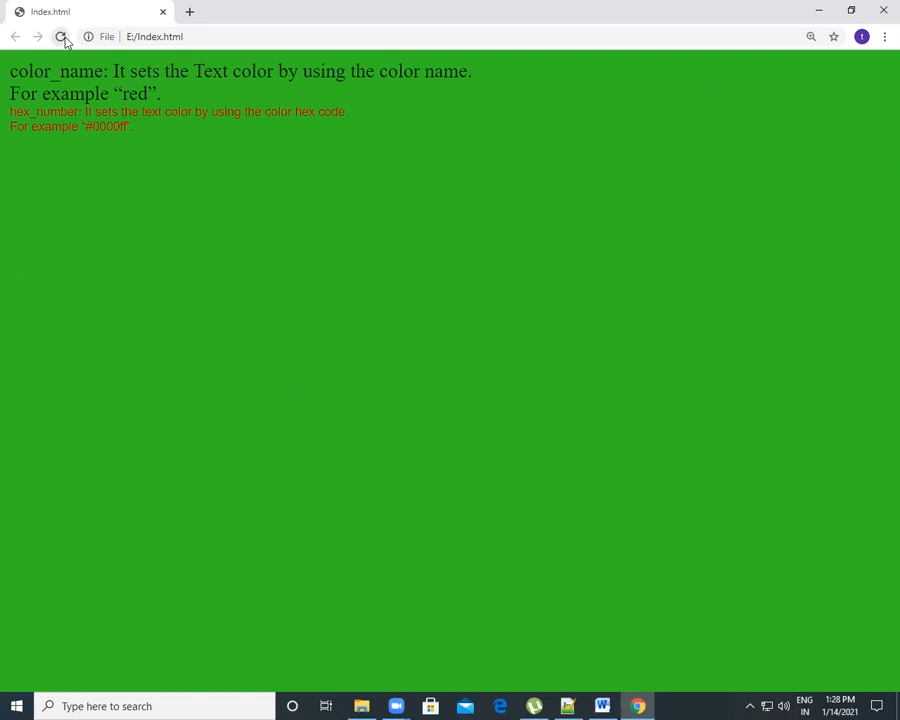 Index.html
File
E:/Index.html
t
color_name: It sets the Text color by using the color name.
For example “red”.
hex_number: It sets the text color by using the color hex code.
For example “#0000ff”.
Type here to search
ENG
IN
1:28 PM
1/14/2021